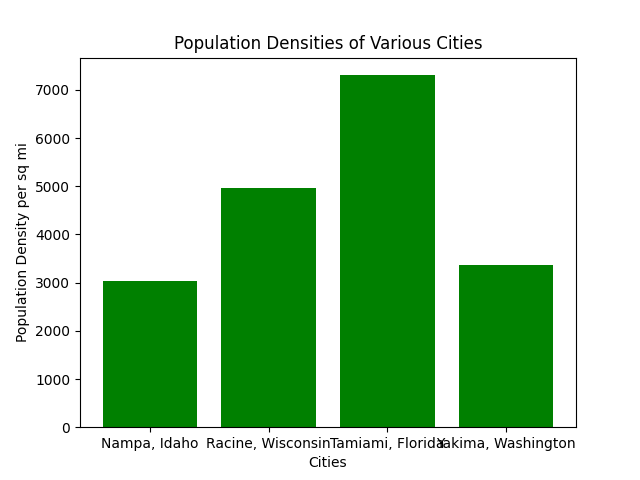 Population Densities of Various Cities
Population Density per sq mi
7000
6000
5000
4000
3000
2000
1000
0
Nampa, Idaho Racine, Wisconsin Tamiami, Florida Yakima, Washington
Cities